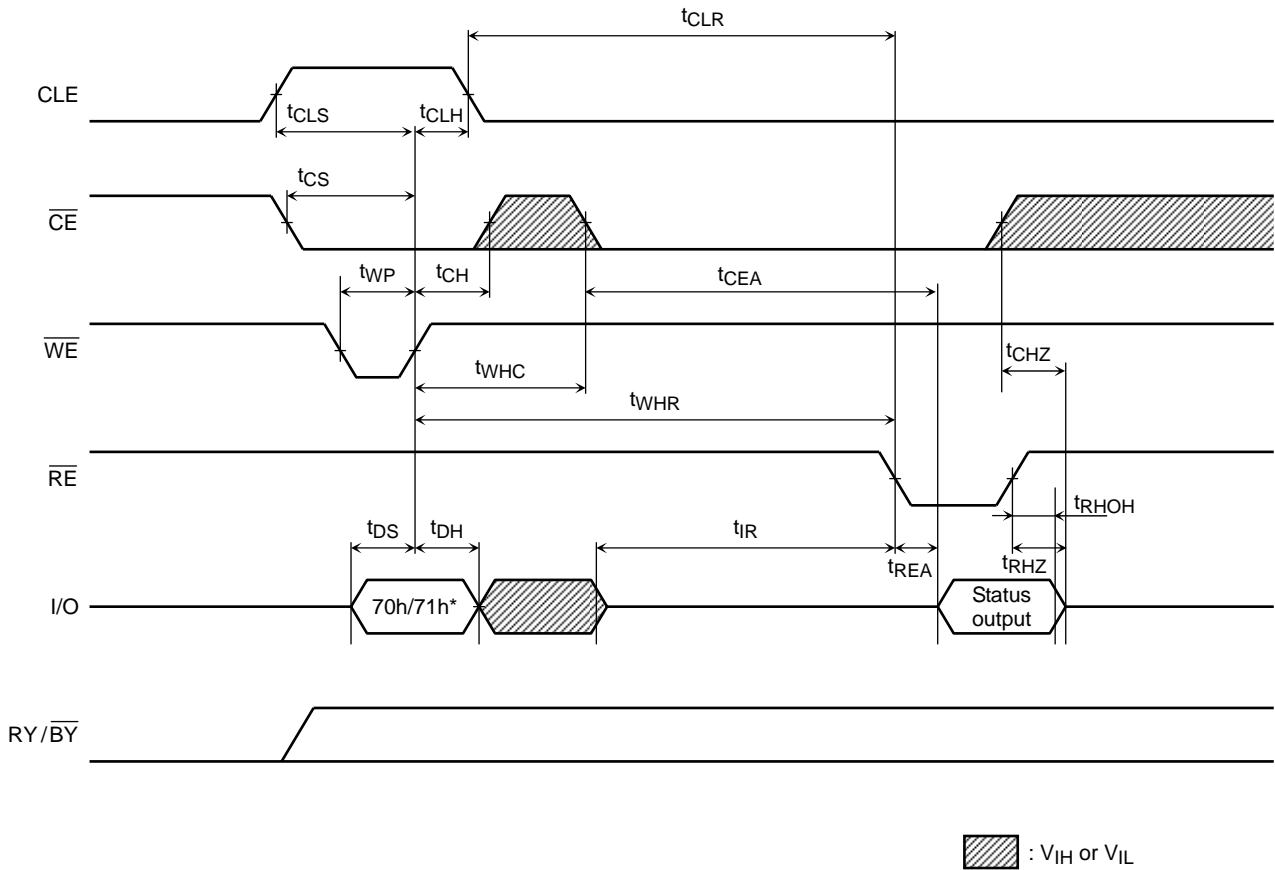 tCLR
CLE
tCLS
tCLH
tCS
CE
tWP
tCH
tCEA
WE
tCHZ
tWHC
tWHR
RE
tRHOH
tDS
tDH
tIR
tREA
tRHZ
I/O
70h/71h*
Status
output
RY/BY
: VIH or VIL